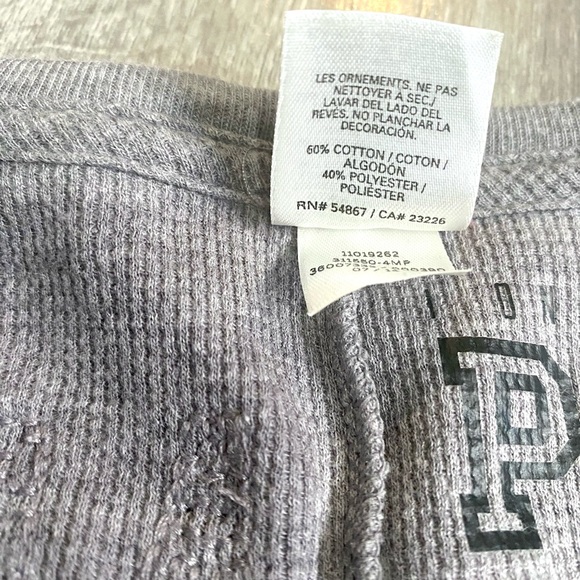 LES ORNEMENTS. NE PAS
NETTOYER A SEC./
LAVAR DEL LADO DEL
REVÉS. NO PLANCHAR LA
DECORACIÓN.
60% COTTON / COTON /
ALGODÓN
40% POLYESTER /
POLIÉSTER
RN# 54867 / CA# 23226
11019262
311550-4MP
P